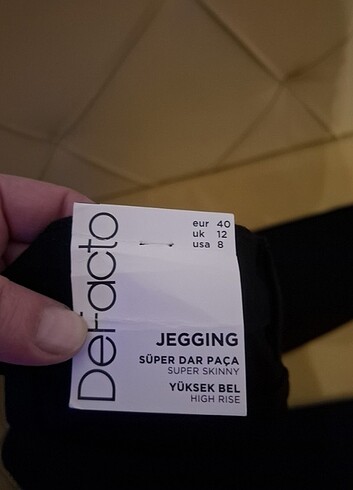 DeFacto
eur 40
uk 12
usa 8
JEGGING
SÜPER DAR PAÇA
SUPER SKINNY
YÜKSEK BEL
HIGH RISE